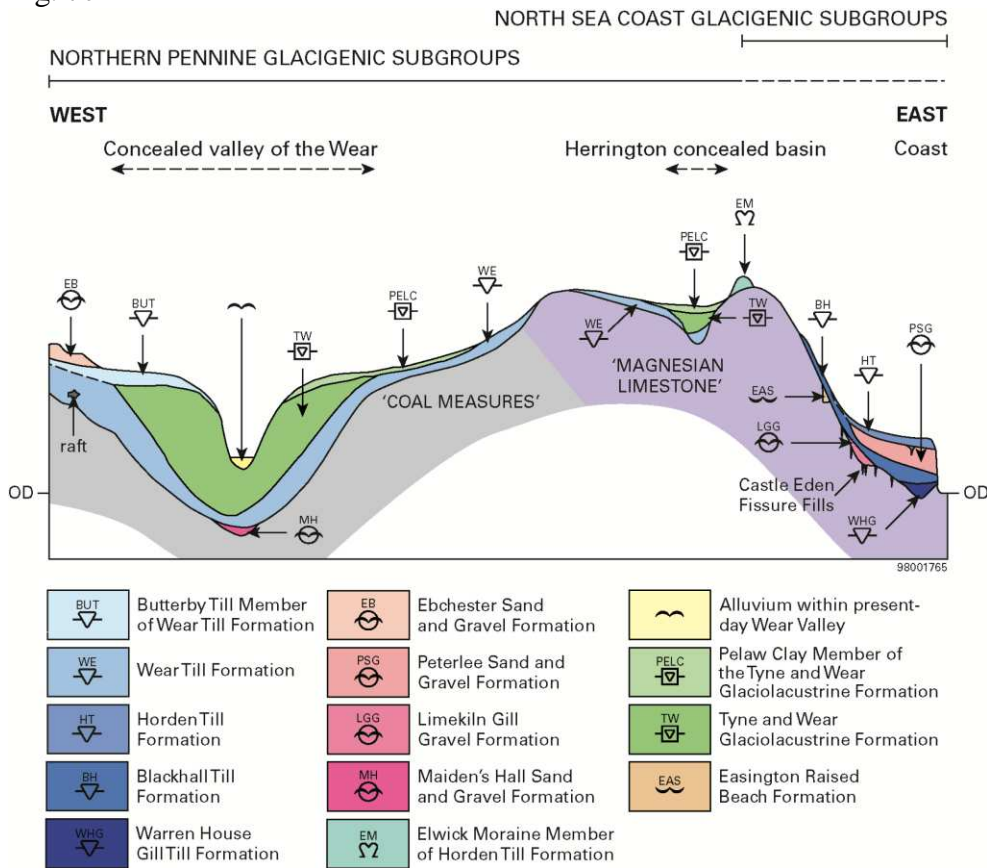 NORTH SEA COAST GLACIGENIC SUBGROUPS
NORTHERN PENNINE GLACIGENIC SUBGROUPS
WEST
EAST
Concealed valley of the Wear
Herrington concealed basin
Coast
EM
PELC
EB
BUT
PELC
WE
BH
PSG
TW
TW
WE
HT
'MAGNESIAN
LIMESTONE'
'COAL MEASURES'
EAS
raft
LGG
Castle Eden
Fissure Fills
OD
OD
MH
WHG
98001765
BUT
Butterby Till Member
of Wear Till Formation
WE
Wear Till Formation
HT
Horden Till
Formation
BH
Blackhall Till
Formation
WHG
Warren House
Gill Till Formation
EB
Ebchester Sand
and Gravel Formation
PSG
Peterlee Sand and
Gravel Formation
LGG
Limekiln Gill
Gravel Formation
MH
Maiden's Hall Sand
and Gravel Formation
EM
Elwick Moraine Member
of Horden Till Formation
Alluvium within present-
day Wear Valley
PELC
Pelaw Clay Member of
the Tyne and Wear
Glaciolacustrine Formation
TW
Tyne and Wear
Glaciolacustrine Formation
EAS
Easington Raised
Beach Formation